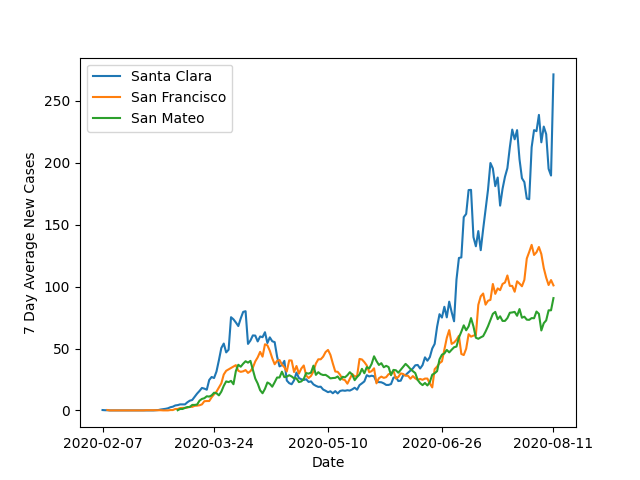 Santa Clara
San Francisco
San Mateo
7 Day Average New Cases
250
200
150
100
50
0
2020-02-07
2020-03-24
2020-05-10
2020-06-26
2020-08-11
Date